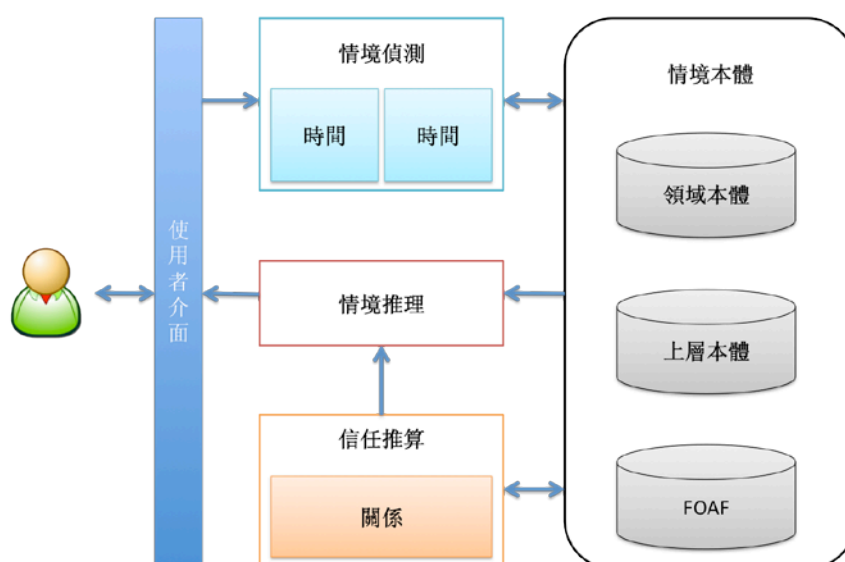 使用者介面
情境偵測
時間
時間
情境推理
信任推算
關係
情境本體
領域本體
上層本體
FOAF